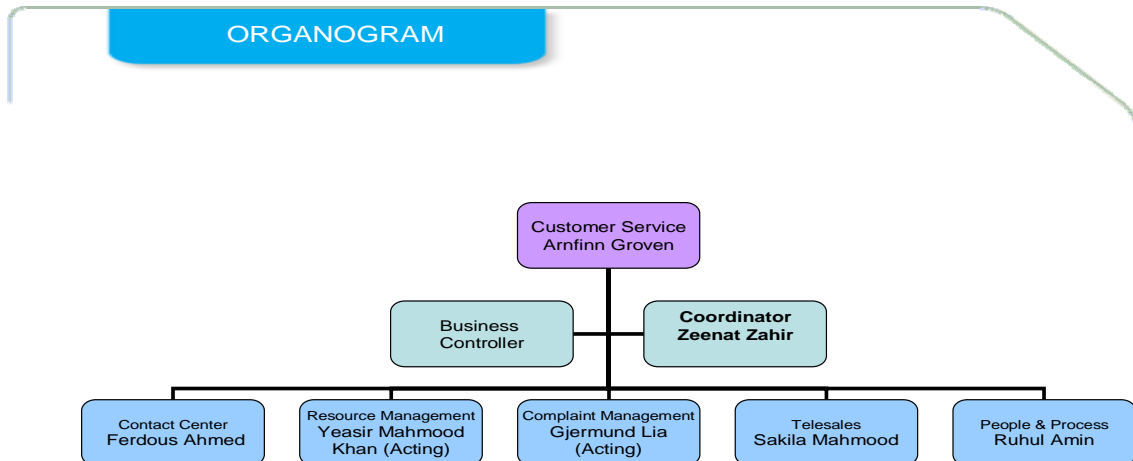 ORGANOGRAM
Customer Service
Arnfinn Groven
Business
Controller
Coordinator
Zeenat Zahir
Contact Center
Ferdous Ahmed
Resource Management
Yeasir Mahmood
Khan (Acting)
Complaint Management
Gjermund Lia
(Acting)
Telesales
Sakila Mahmood
People & Process
Ruhul Amin